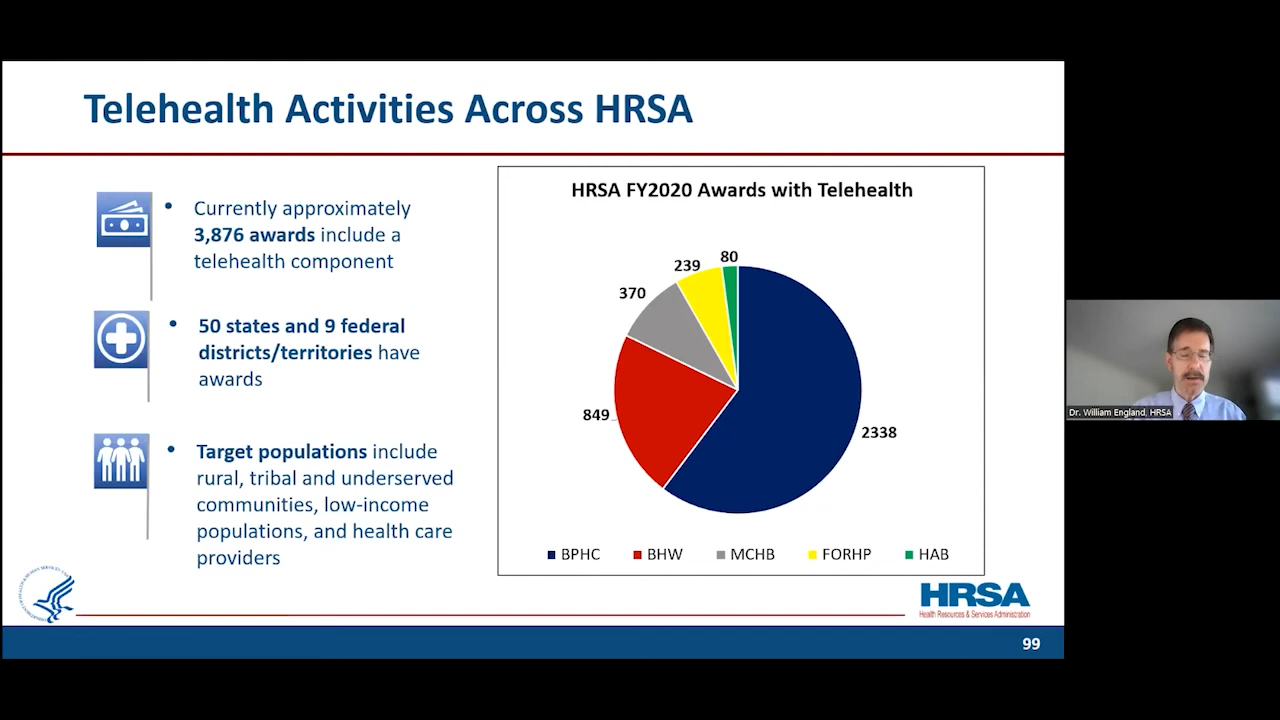 Telehealth Activities Across HRSA
• Currently approximately
3,876 awards include a
telehealth component
• 50 states and 9 federal
districts/territories have
awards
• Target populations include
rural, tribal and underserved
communities, low-income
populations, and health care
providers
HRSA FY2020 Awards with Telehealth
80
239
370
849
2338
BPHC BHW MCHB FORHP HAB
HRSA
Health Resources & Services Administration
99
Dr. William England, HRSA